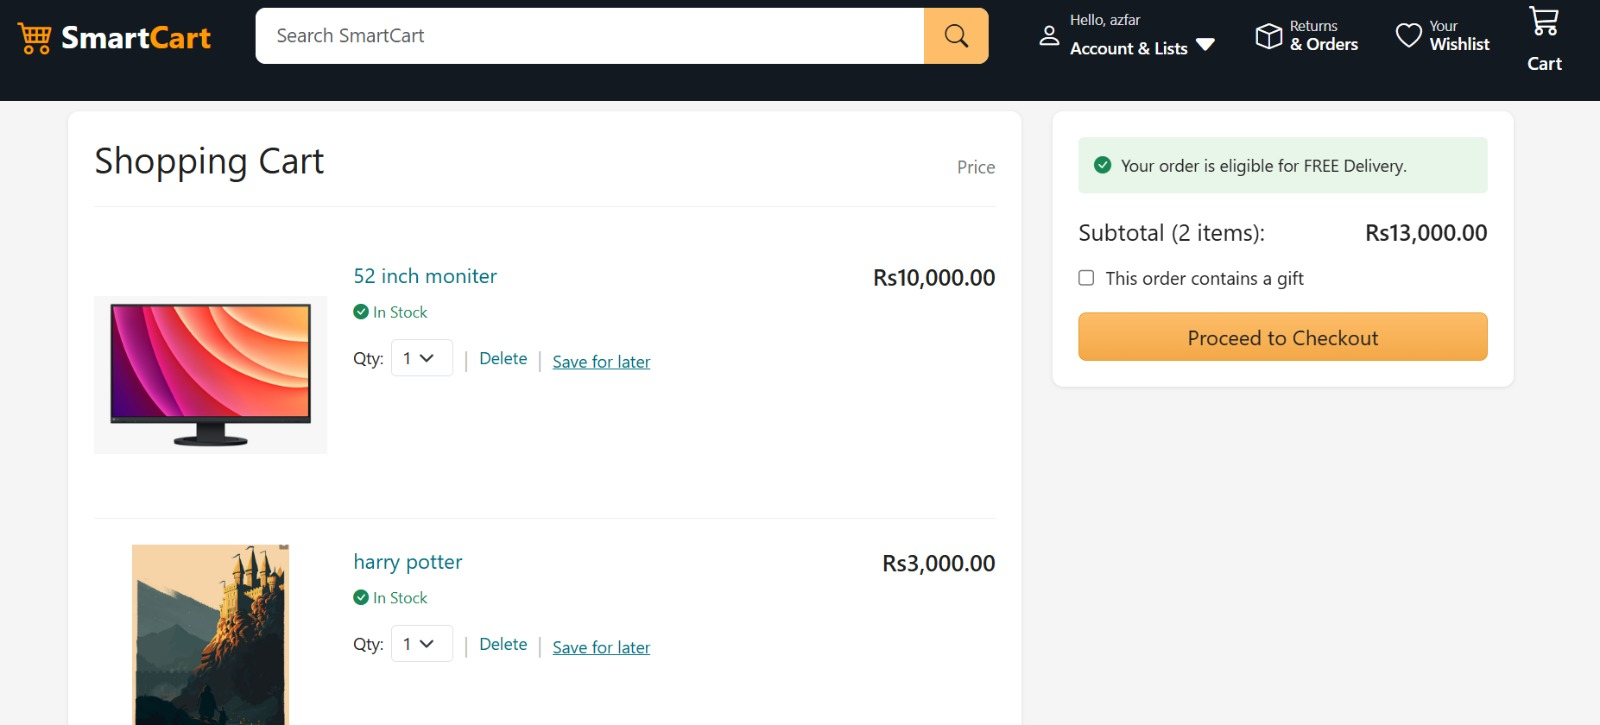 SmartCart
Search SmartCart
Hello, azfar
Account & Lists
Returns
& Orders
Your
Wishlist
Cart
Shopping Cart
Price
52 inch moniter
Rs10,000.00
In Stock
Qty: 1 | Delete | Save for later
harry potter
Rs3,000.00
In Stock
Qty: 1 | Delete | Save for later
Your order is eligible for FREE Delivery.
Subtotal (2 items): Rs13,000.00
This order contains a gift
Proceed to Checkout